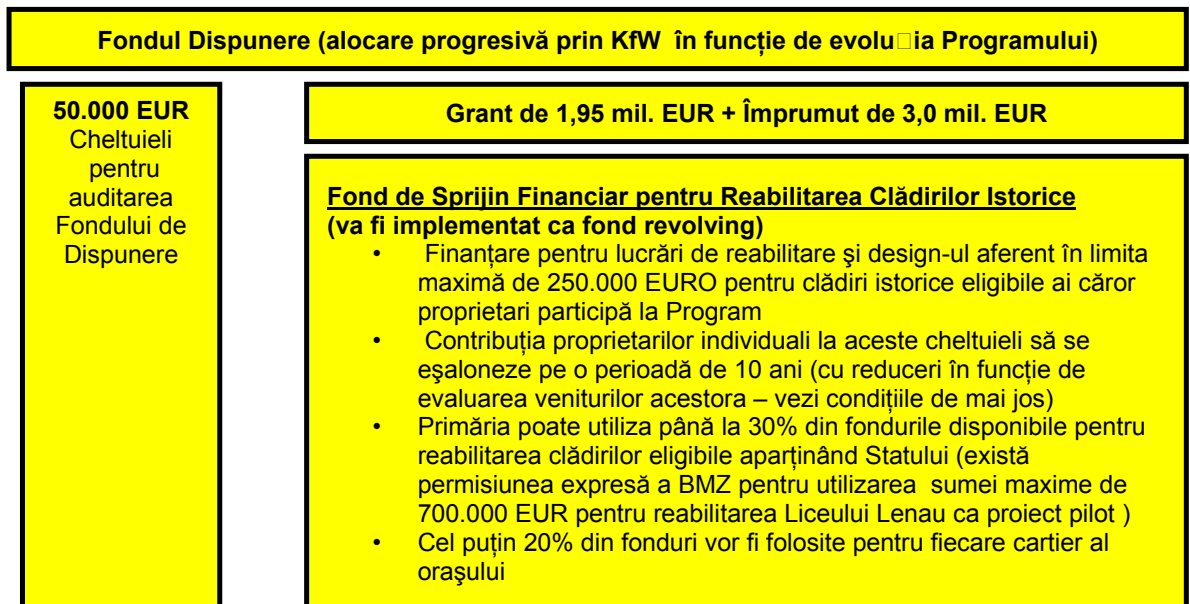 Fondul Dispunere (alocare progresivă prin KfW în funcție de evolu□ia Programului)
50.000 EUR
Cheltuieli
pentru
auditarea
Fondului de
Dispunere
Grant de 1,95 mil. EUR + Împrumut de 3,0 mil. EUR
Fond de Sprijin Financiar pentru Reabilitarea Clădirilor Istorice
(va fi implementat ca fond revolving)
• Finanțare pentru lucrări de reabilitare şi design-ul aferent în limita
maximă de 250.000 EURO pentru clădiri istorice eligibile ai căror
proprietari participă la Program
• Contribuția proprietarilor individuali la aceste cheltuieli să se
eşaloneze pe o perioadă de 10 ani (cu reduceri în funcție de
evaluarea veniturilor acestora – vezi condițiile de mai jos)
• Primăria poate utiliza până la 30% din fondurile disponibile pentru
reabilitarea clădirilor eligibile aparținând Statului (există
permisiunea expresă a BMZ pentru utilizarea sumei maxime de
700.000 EUR pentru reabilitarea Liceului Lenau ca proiect pilot )
• Cel puțin 20% din fonduri vor fi folosite pentru fiecare cartier al
oraşului